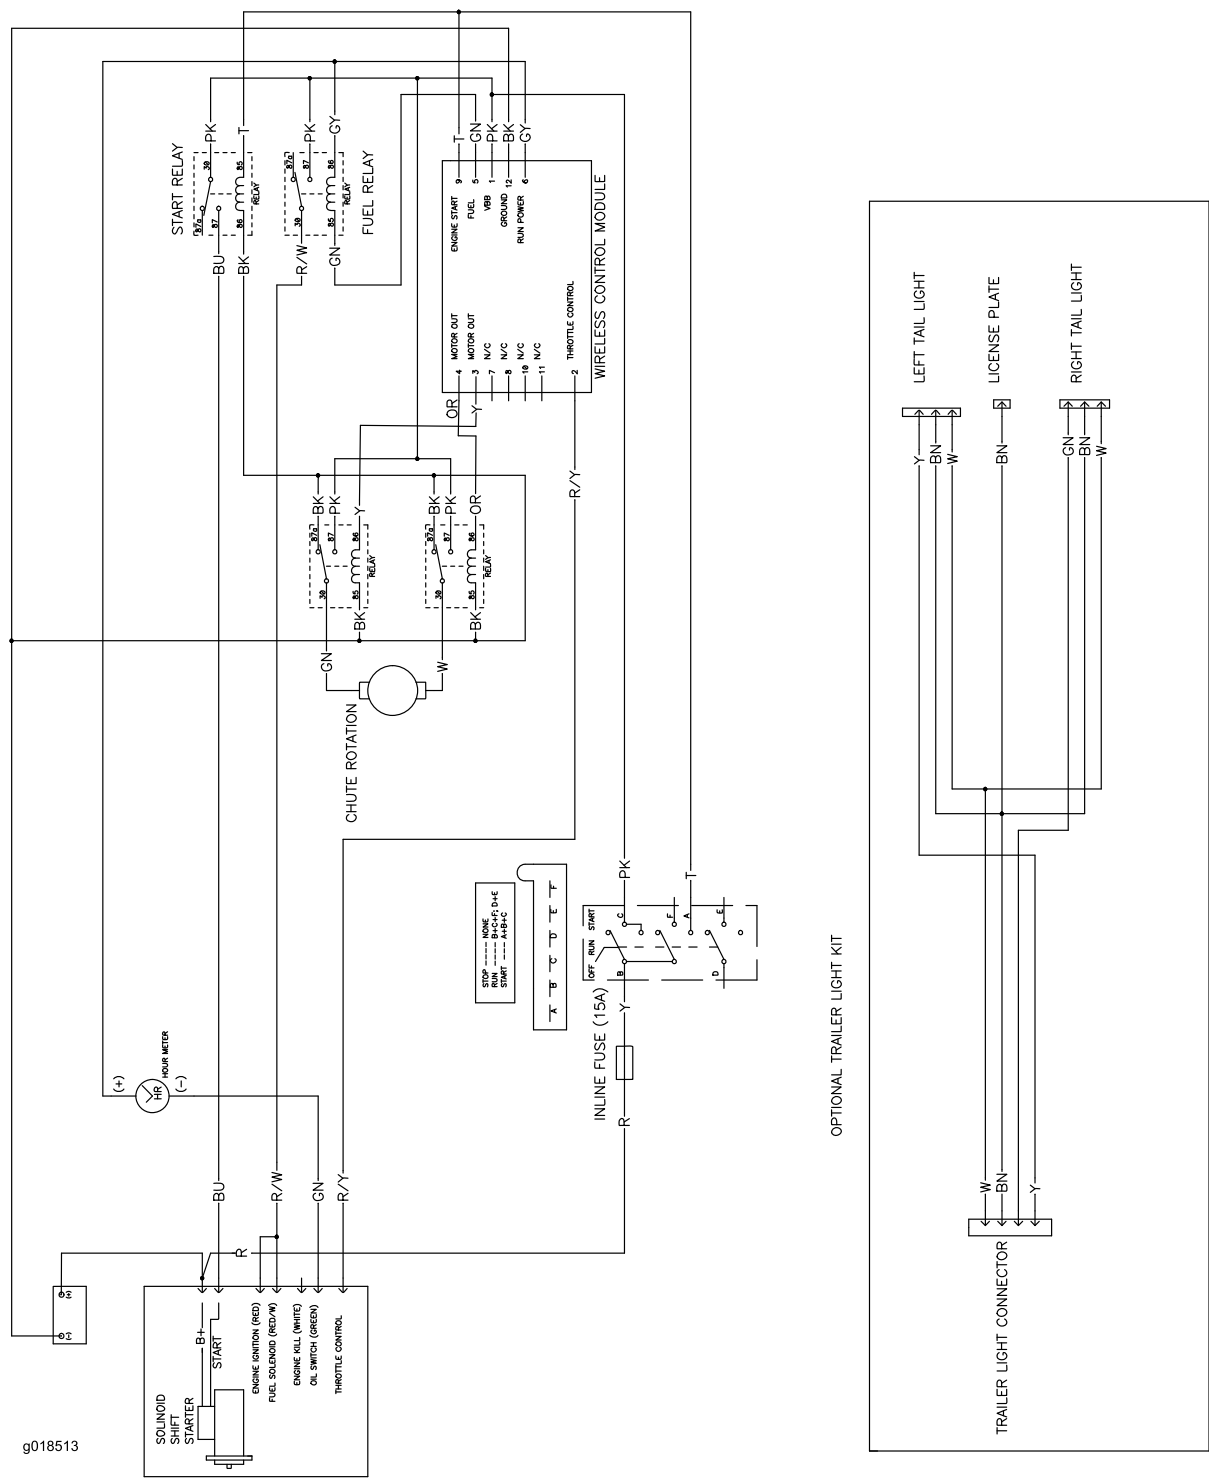 START RELAY
PK
T
30
85
87a
87
86
RELAY
BU
BK
PK
GY
87a
87
86
30
85
R/W
GN
FUEL RELAY
T
GN
PK
BK
GY
9
5
1
12
6
ENGINE START
FUEL
VBB
GROUND
RUN POWER
4
3
7
8
10
11
2
MOTOR OUT
MOTOR OUT
N/C
N/C
N/C
N/C
THROTTLE CONTROL
WIRELESS CONTROL MODULE
OR
Y
R/Y
BK
PK
Y
87a
87
86
30
85
RELAY
BK
GN
BK
PK
OR
87a
87
86
30
85
RELAY
BK
W
CHUTE ROTATION
STOP ---- NONE
RUN ---- B+C+F; D+E
START ---- A+B+C
A B C D E F
PK
T
C
F
A
E
OFF RUN START
B
D
Y
INLINE FUSE (15A)
R
(+)
(-)
HR
HOUR METER
BU
R/W
GN
R/Y
R
(+)
(-)
B+
START
SOLINOID
SHIFT
STARTER
ENGINE IGNITION (RED)
FUEL SOLENOID (RED/W)
ENGINE KILL (WHITE)
OIL SWITCH (GREEN)
THROTTLE CONTROL
g018513
OPTIONAL TRAILER LIGHT KIT
LEFT TAIL LIGHT
LICENSE PLATE
RIGHT TAIL LIGHT
Y
BN
W
BN
GN
BN
W
W
BN
Y
TRAILER LIGHT CONNECTOR